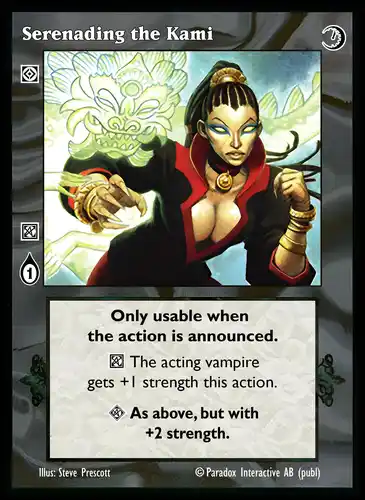 Serenading the Kami
1
Only usable when
the action is announced.
The acting vampire
gets +1 strength this action.
As above, but with
+2 strength.
Illus: Steve Prescott © Paradox Interactive AB (publ)